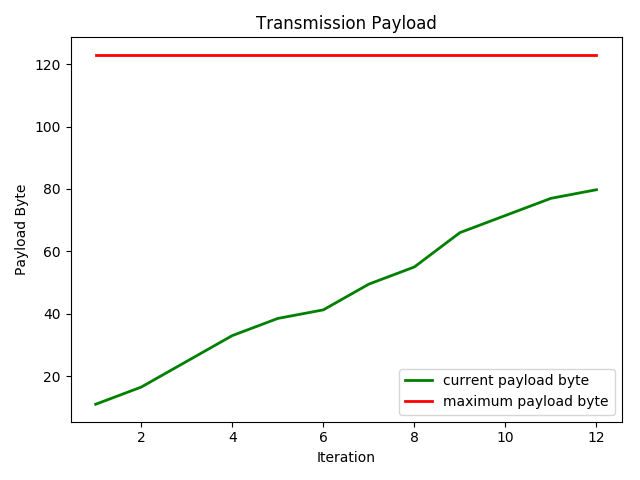 Transmission Payload
Payload Byte
120
100
80
60
40
20
current payload byte
maximum payload byte
2
4
6
8
10
12
Iteration